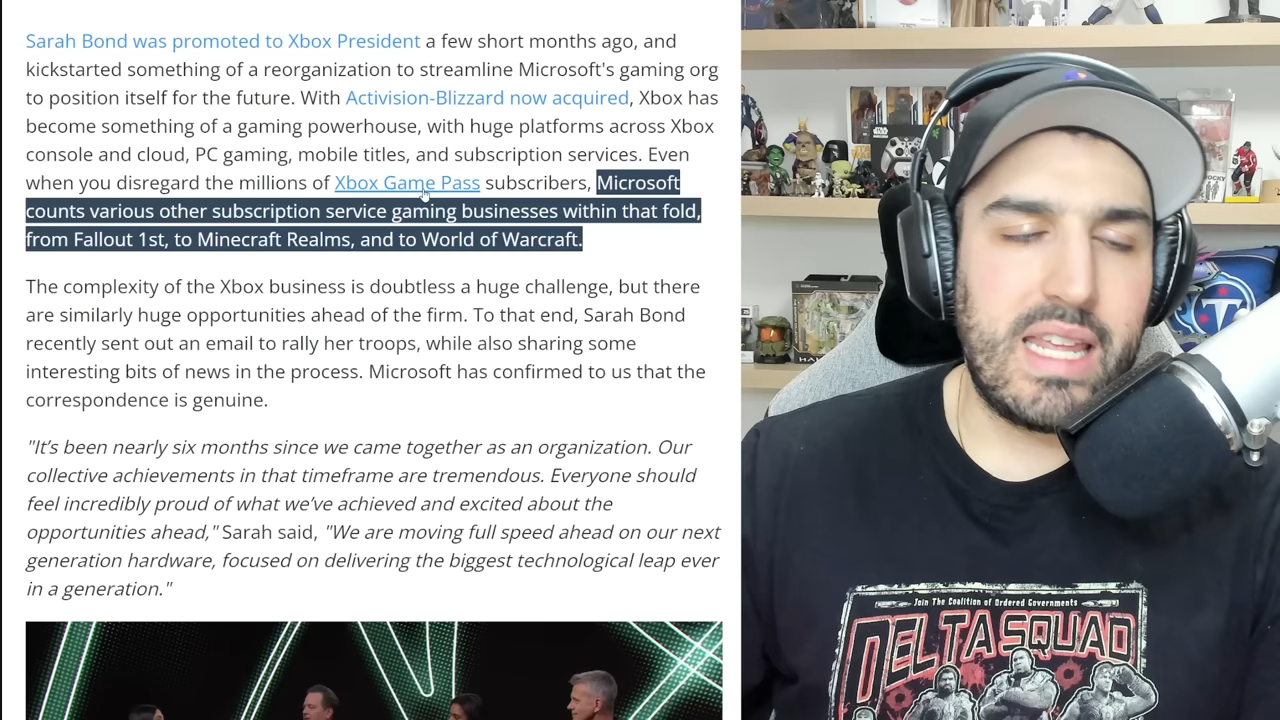 Sarah Bond was promoted to Xbox President a few short months ago, and
kickstarted something of a reorganization to streamline Microsoft's gaming org
to position itself for the future. With Activision-Blizzard now acquired, Xbox has
become something of a gaming powerhouse, with huge platforms across Xbox
console and cloud, PC gaming, mobile titles, and subscription services. Even
when you disregard the millions of Xbox Game Pass subscribers, Microsoft
counts various other subscription service gaming businesses within that fold,
from Fallout 1st, to Minecraft Realms, and to World of Warcraft.
The complexity of the Xbox business is doubtless a huge challenge, but there
are similarly huge opportunities ahead of the firm. To that end, Sarah Bond
recently sent out an email to rally her troops, while also sharing some
interesting bits of news in the process. Microsoft has confirmed to us that the
correspondence is genuine.
"It's been nearly six months since we came together as an organization. Our
collective achievements in that timeframe are tremendous. Everyone should
feel incredibly proud of what we've achieved and excited about the
opportunities ahead," Sarah said, "We are moving full speed ahead on our next
generation hardware, focused on delivering the biggest technological leap ever
in a generation."
Join The Coalition of Ordered Governments
DELTA SQUAD